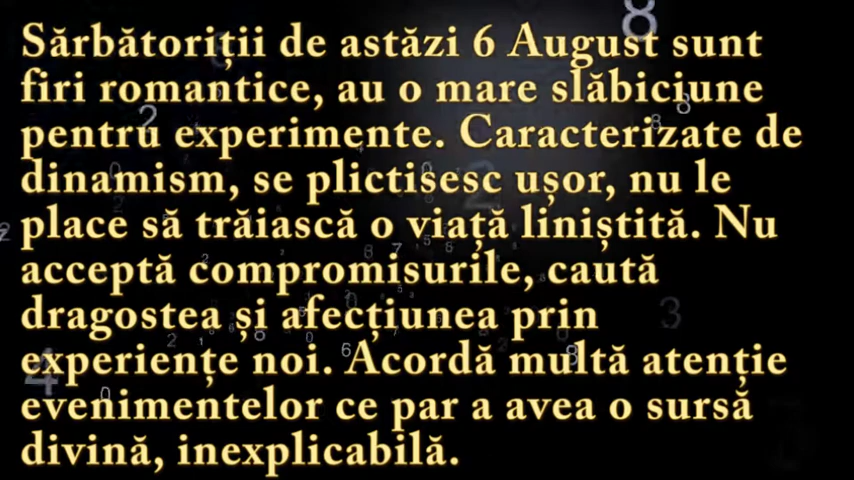 Sărbătoriții de astăzi 6 August sunt
firi romantice, au o mare slăbiciune
pentru experimente. Caracterizate de
dinamism, se plictisesc ușor, nu le
place să trăiască o viață liniștită. Nu
acceptă compromisurile, caută
dragostea și afecțiunea prin
experiențe noi. Acordă multă atenție
evenimentelor ce par a avea o sursă
divină, inexplicabilă.